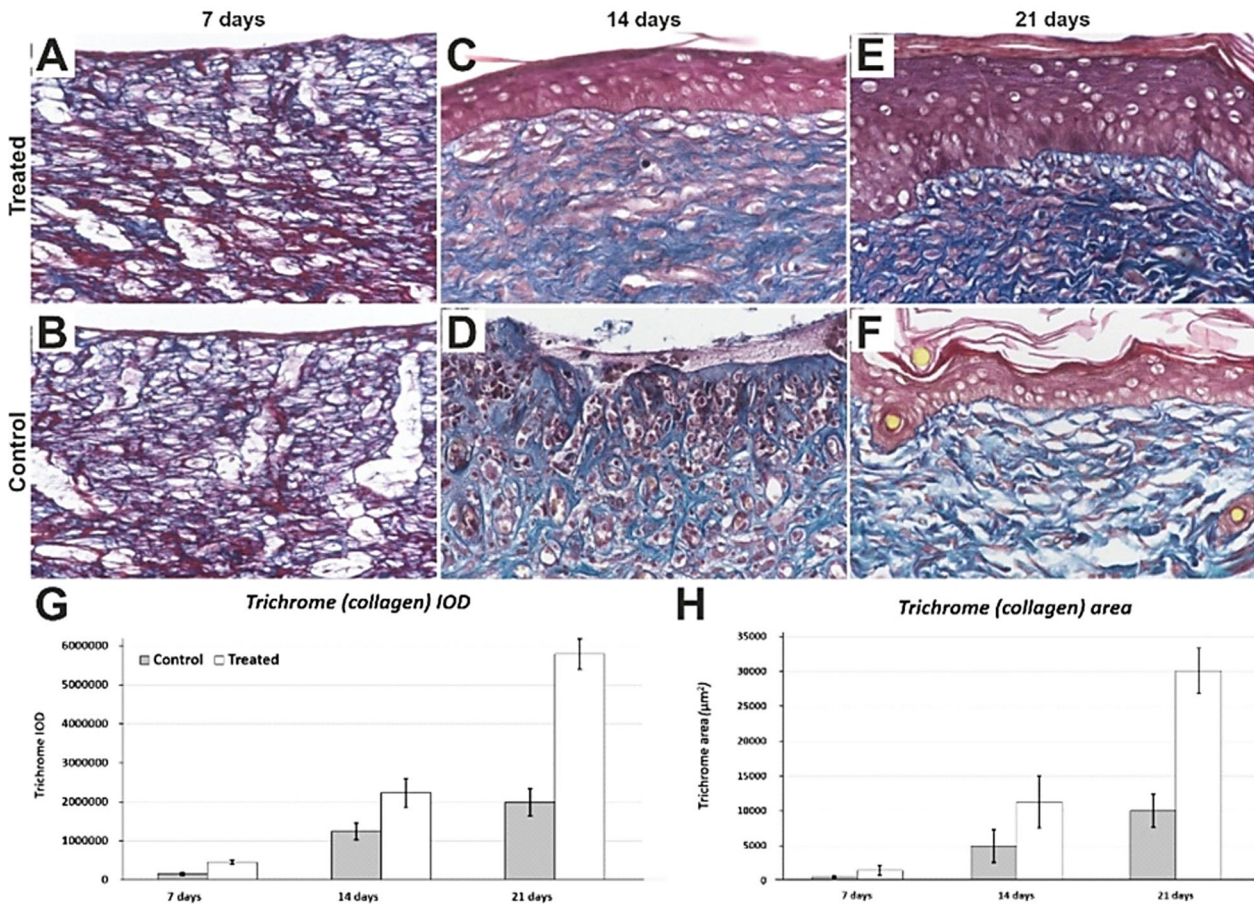 7 days
14 days
21 days
Treated
Control
A
C
E
B
D
F
G
Trichrome (collagen) IOD
Control
Treated
Trichrome IOD
6000000
5000000
4000000
3000000
2000000
1000000
0
7 days
14 days
21 days
H
Trichrome (collagen) area
Trichrome area (µm²)
35000
30000
25000
20000
15000
10000
5000
0
7 days
14 days
21 days